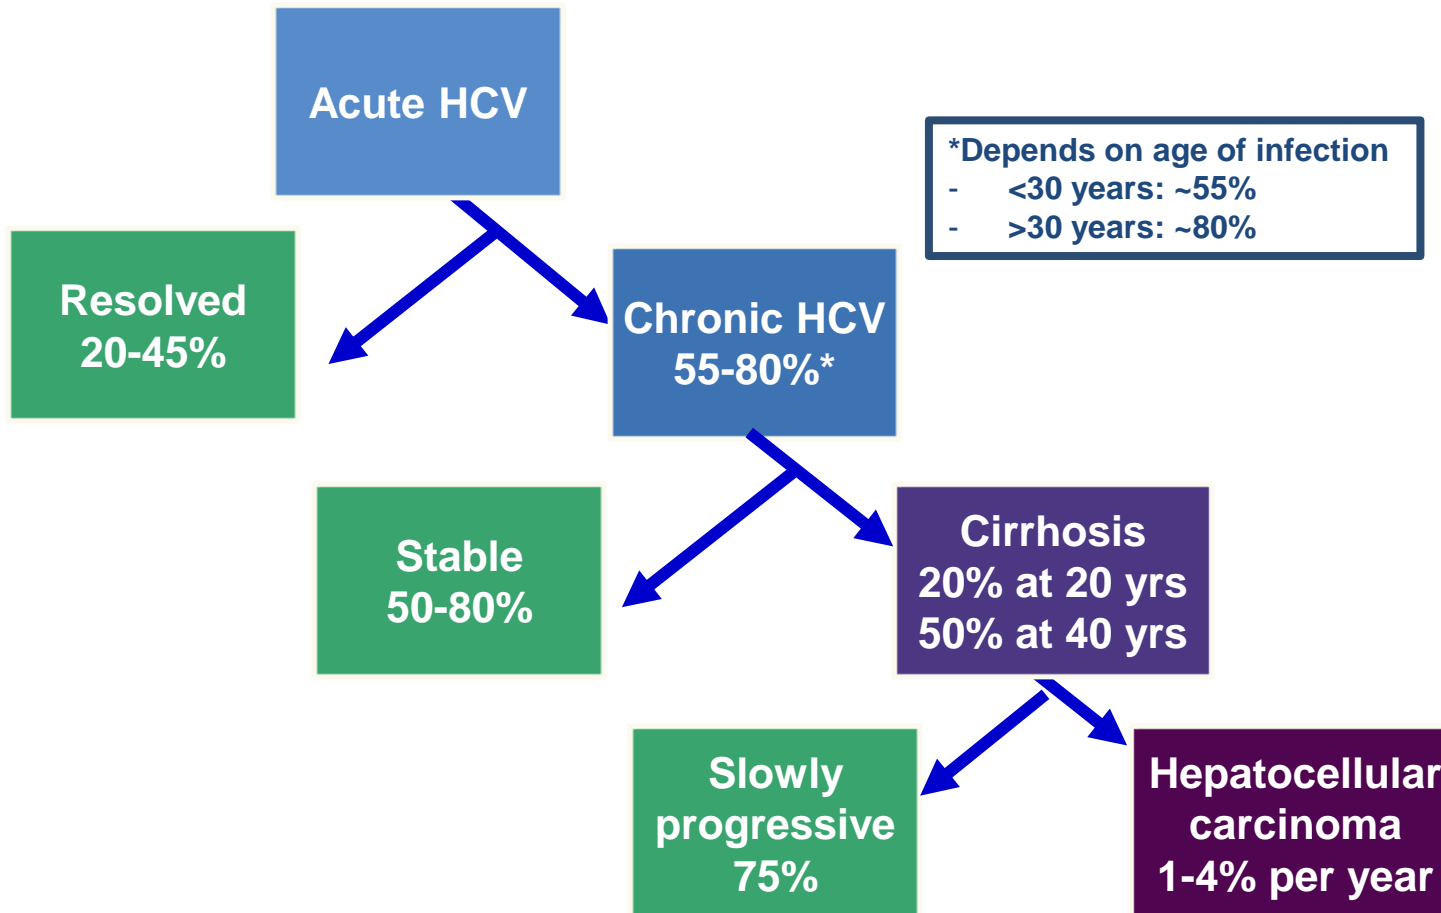 Acute HCV
*Depends on age of infection
- <30 years: ~55%
- >30 years: ~80%
Resolved
20-45%
Chronic HCV
55-80%*
Stable
50-80%
Cirrhosis
20% at 20 yrs
50% at 40 yrs
Slowly
progressive
75%
Hepatocellular
carcinoma
1-4% per year